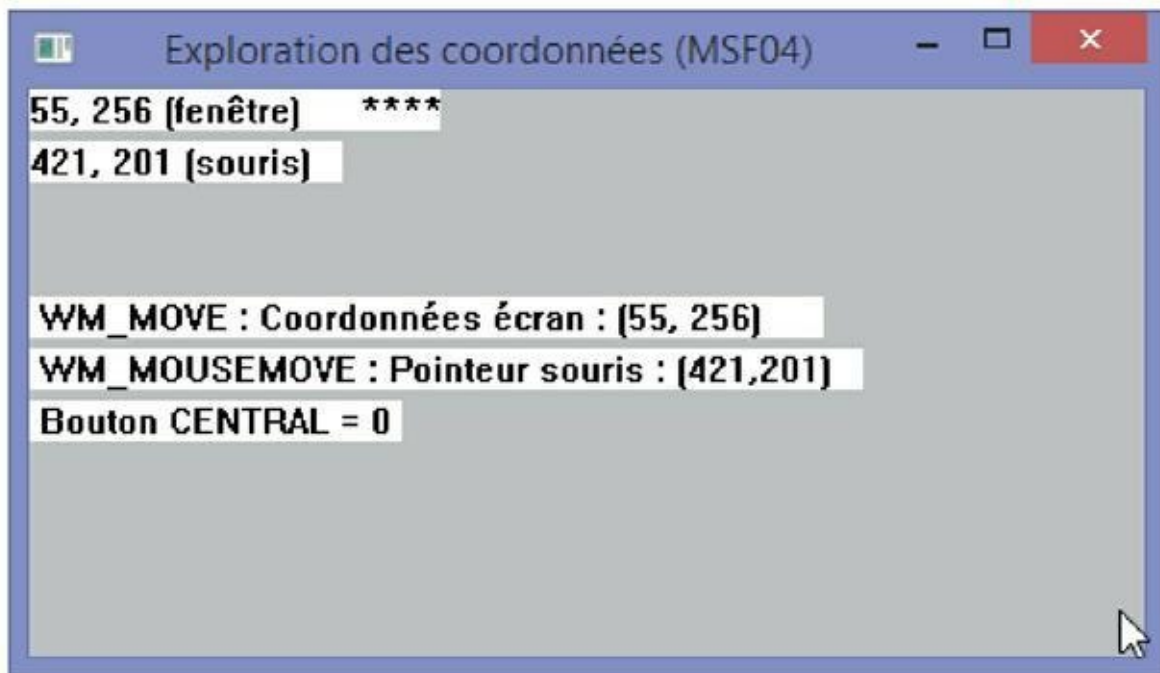 Exploration des coordonnées (MSF04)
55, 256 (fenêtre) ****
421, 201 (souris)
WM_MOVE : Coordonnées écran : (55, 256)
WM_MOUSEMOVE : Pointeur souris : (421,201)
Bouton CENTRAL = 0